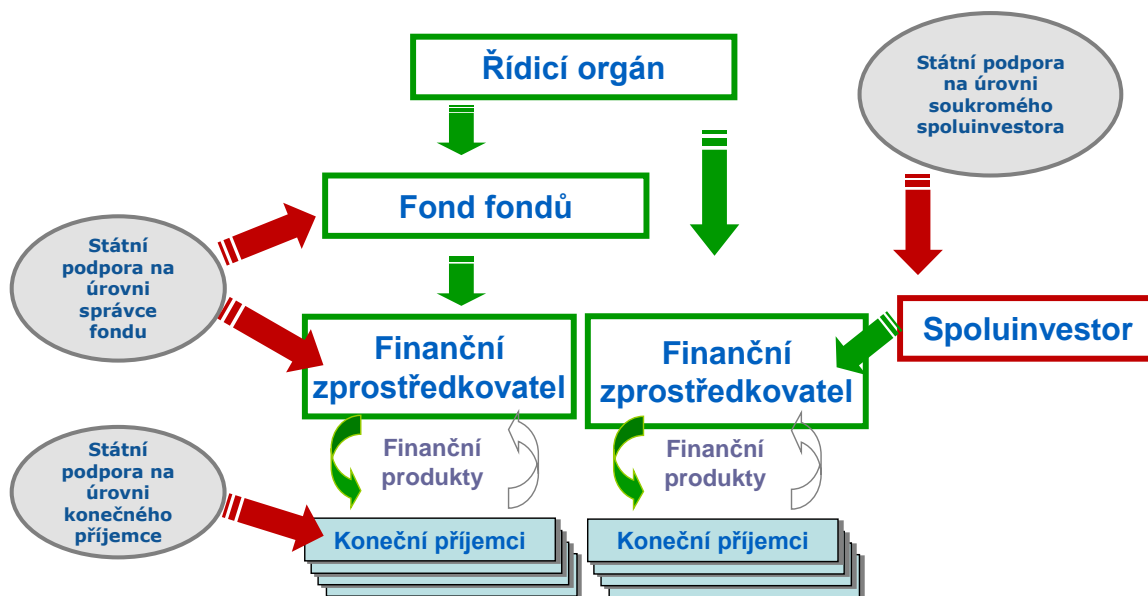 Řídicí orgán
Státní podpora
na úrovni
soukromého
spoluinvestora
Fond fondů
Státní
podpora na
úrovni
správce
fondu
Finanční
zprostředkovatel
Finanční
zprostředkovatel
Spoluinvestor
Finanční
produkty
Finanční
produkty
Státní
podpora na
úrovni
konečného
příjemce
Koneční příjemci
Koneční příjemci